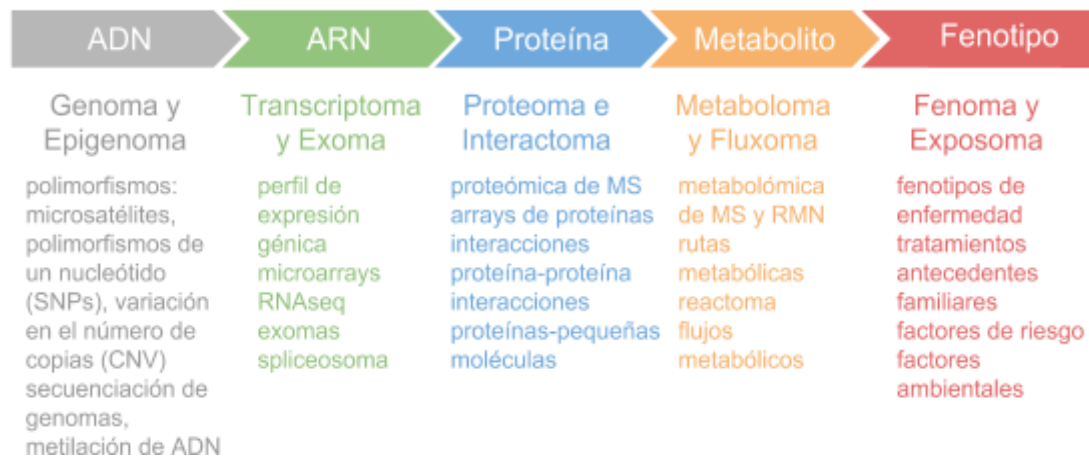 ADN
ARN
Proteína
Metabolito
Fenotipo
Genoma y
Epigenoma
polimorfismos:
microsatélites,
polimorfismos de
un nucleótido
(SNPs), variación
en el número de
copias (CNV)
secuenciación de
genomas,
metilación de ADN
Transcriptoma
y Exoma
perfil de
expresión
génica
microarrays
RNAseq
exomas
spliceosoma
Proteoma e
Interactoma
proteómica de MS
arrays de proteínas
interacciones
proteína-proteína
interacciones
proteínas-pequeñas
moléculas
Metaboloma
y Fluxoma
metabolómica
de MS y RMN
rutas
metabólicas
reactoma
flujos
metabólicos
Fenoma y
Exposoma
fenotipos de
enfermedad
tratamientos
antecedentes
familiares
factores de riesgo
factores
ambientales